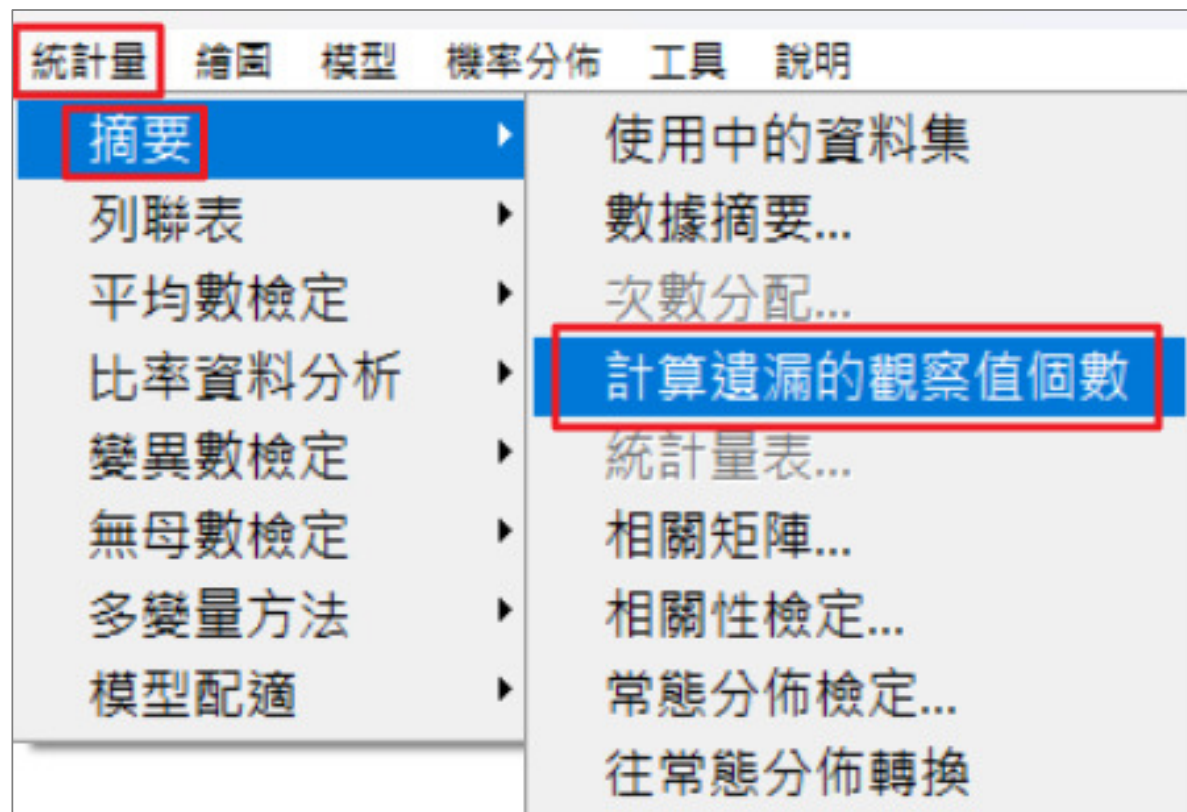 統計量 繪圖 模型 機率分佈 工具 說明
摘要
列聯表
平均數檢定
比率資料分析
變異數檢定
無母數檢定
多變量方法
模型配適
使用中的資料集
數據摘要...
次數分配...
計算遺漏的觀察值個數
統計量表...
相關矩陣...
相關性檢定...
常態分佈檢定...
往常態分佈轉換